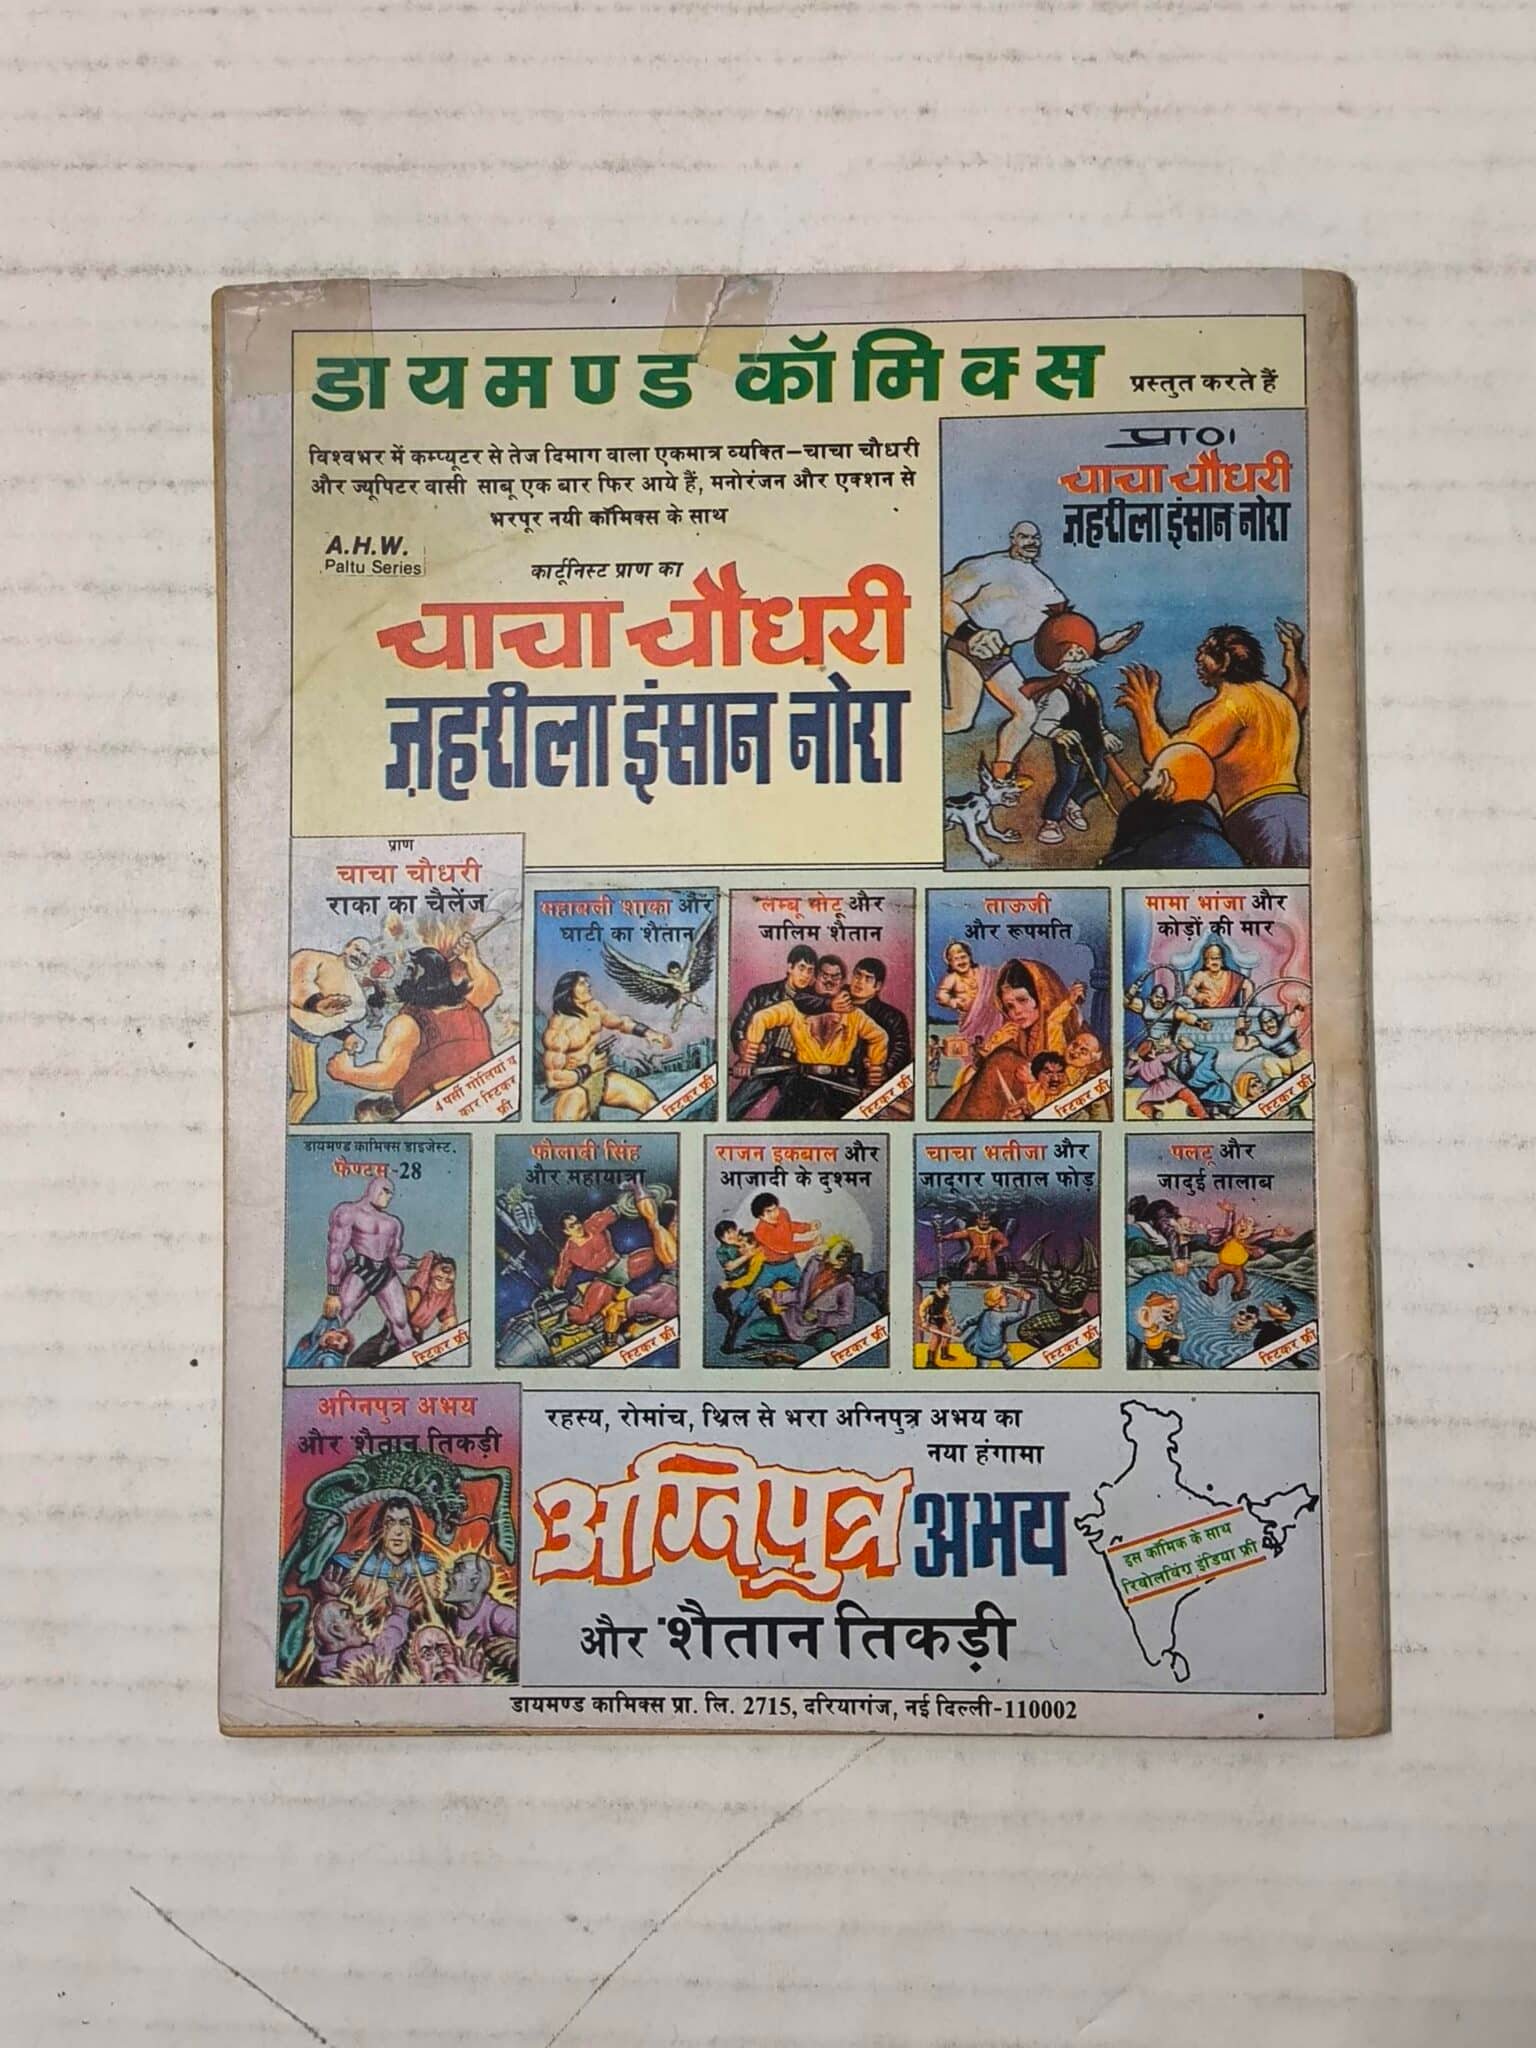 डायमण्ड कॉमिक्स प्रस्तुत करते हैं
विश्वभर में कम्प्यूटर से तेज दिमाग वाला एकमात्र व्यक्ति–चाचा चौधरी
और ज्यूपिटर वासी साबू एक बार फिर आये हैं, मनोरंजन और एक्शन से
भरपूर नयी कॉमिक्स के साथ
A.H.W.
Paltu Series
कार्टूनिस्ट प्राण का
चाचा चौधरी
ज़हरीला इंसान नोरा
प्राण
चाचा चौधरी
ज़हरीला इंसान नोरा
प्राण
चाचा चौधरी
राका का चैलेंज
4 पर्सी गोलियां व
कार स्टिकर
फ्री
महाबली शाका और
घाटी का शैतान
स्टिकर फ्री
लम्बू मोटू और
जालिम शैतान
स्टिकर फ्री
ताऊजी
और रूपमति
स्टिकर फ्री
मामा भांजा और
कोड़ों की मार
स्टिकर फ्री
डायमण्ड कामिक्स डाइजेस्ट.
फैण्टम-28
स्टिकर फ्री
फौलादी सिंह
और महायात्रा
स्टिकर फ्री
राजन इकबाल और
आजादी के दुश्मन
स्टिकर फ्री
चाचा भतीजा और
जादूगर पाताल फोड़
स्टिकर फ्री
पलटू और
जादुई तालाब
स्टिकर फ्री
अग्निपुत्र अभय
और शैतान तिकड़ी
रहस्य, रोमांच, थ्रिल से भरा अग्निपुत्र अभय का
नया हंगामा
अग्निपुत्र अभय
और शैतान तिकड़ी
इस कॉमिक के साथ
रिवोलविंग इंडिया फ्री
डायमण्ड कामिक्स प्रा. लि. 2715, दरियागंज, नई दिल्ली-110002